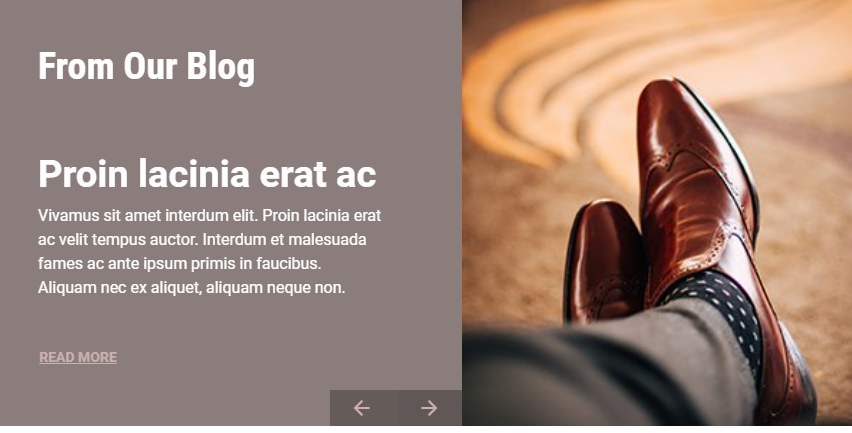 From Our Blog
Proin lacinia erat ac
Vivamus sit amet interdum elit. Proin lacinia erat
ac velit tempus auctor. Interdum et malesuada
fames ac ante ipsum primis in faucibus.
Aliquam nec ex aliquet, aliquam neque non.
READ MORE